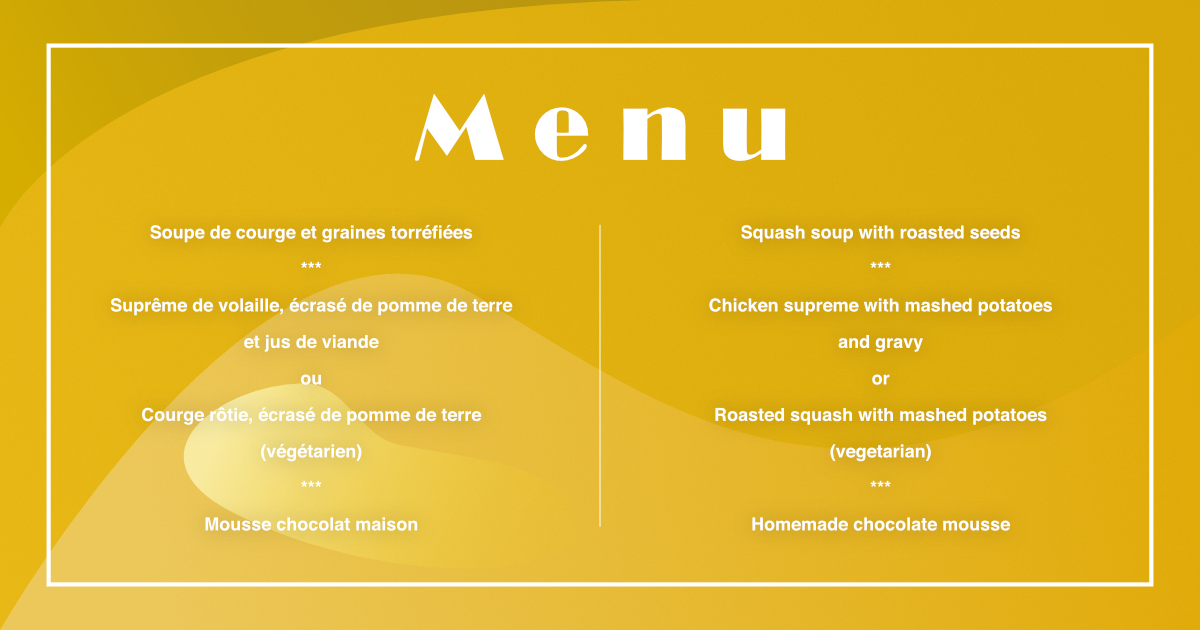 Menu
Soupe de courge et graines torréfiées
***
Suprême de volaille, écrasé de pomme de terre
et jus de viande
ou
Courge rôtie, écrasé de pomme de terre
(végétarien)
***
Mousse chocolat maison
Squash soup with roasted seeds
***
Chicken supreme with mashed potatoes
and gravy
or
Roasted squash with mashed potatoes
(vegetarian)
***
Homemade chocolate mousse